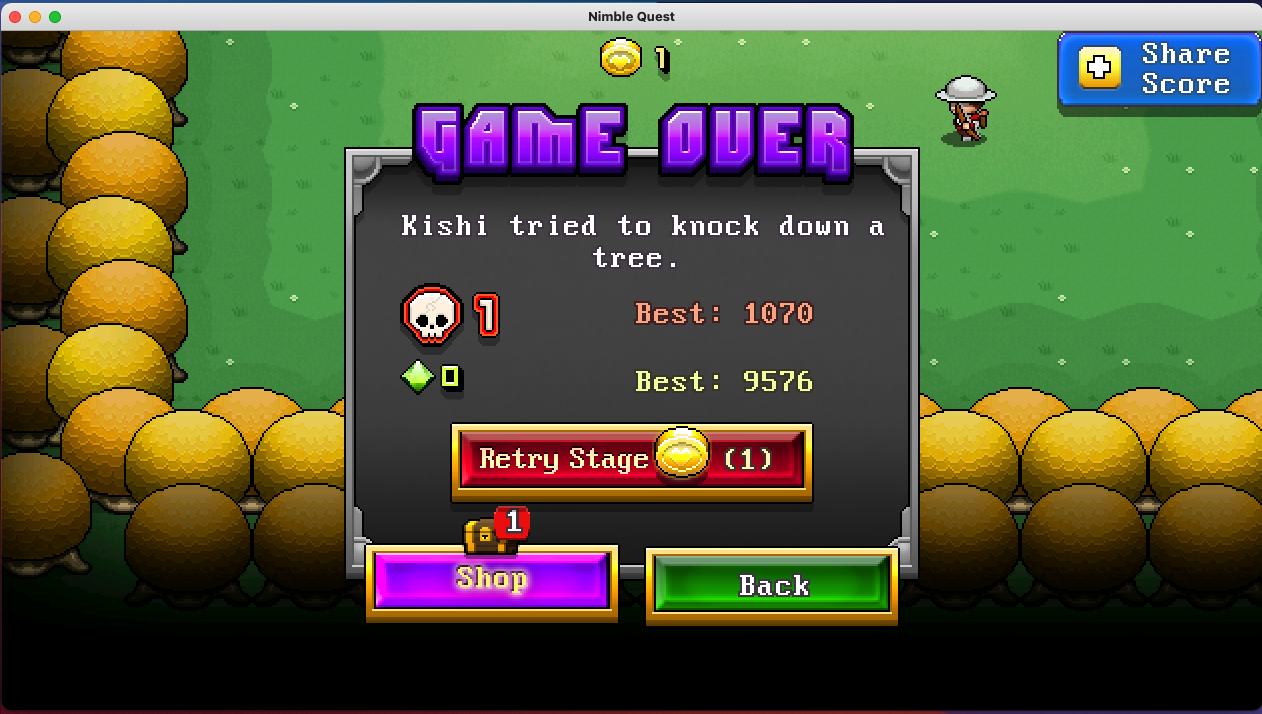 Nimble Quest
1
Share
Score
GAME OVER
Kishi tried to knock down a
tree.
1
Best: 1070
0
Best: 9576
Retry Stage (1)
1
Shop
Back